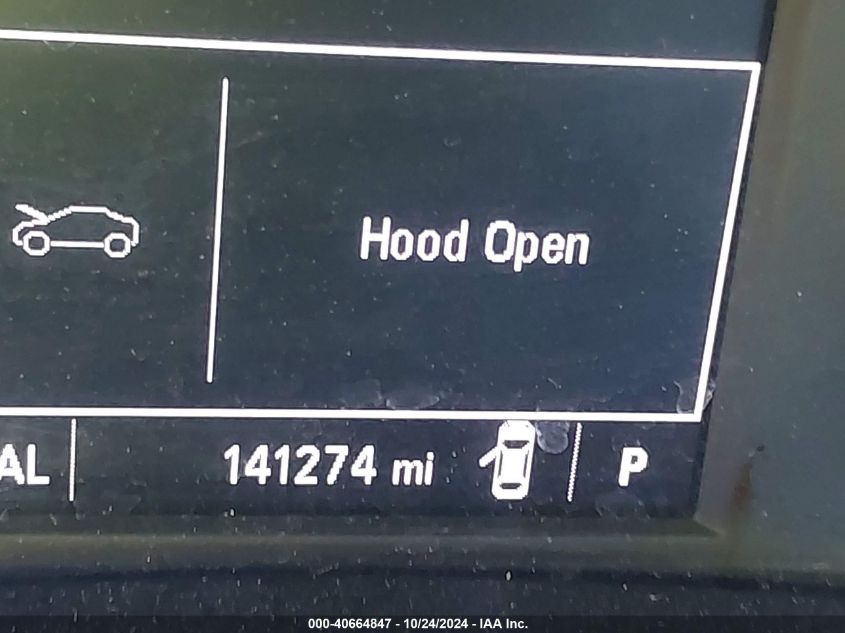 Hood Open
AL
141274 mi
P
000-40664847 - 10/24/2024 - IAA Inc.